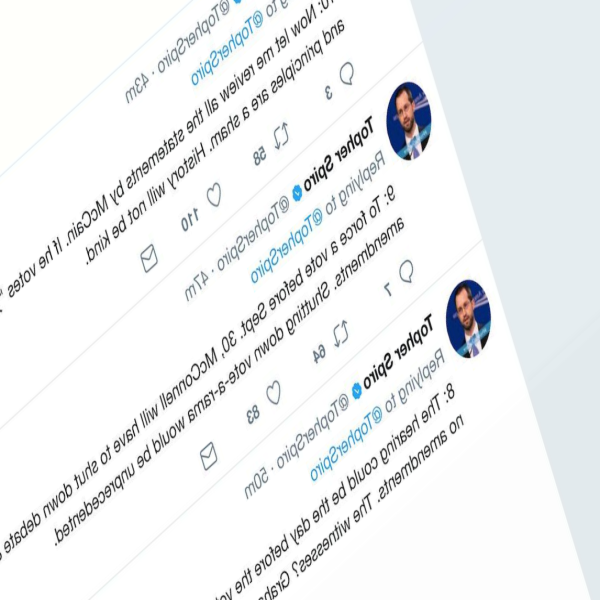 @TopherSpiro · 43m
@TopherSpiro
10: Now let me review all the statements by McCain. If he votes
and principles are a sham. History will not be kind.
3 58 110
Topher Spiro @TopherSpiro · 47m
Replying to @TopherSpiro
9: To force a vote before Sept. 30, McConnell will have to shut down debate
amendments. Shutting down vote-a-rama would be unprecedented.
7 64 83
Topher Spiro @TopherSpiro · 50m
Replying to @TopherSpiro
8: The hearing could be the day before the
no amendments. The witnesses?